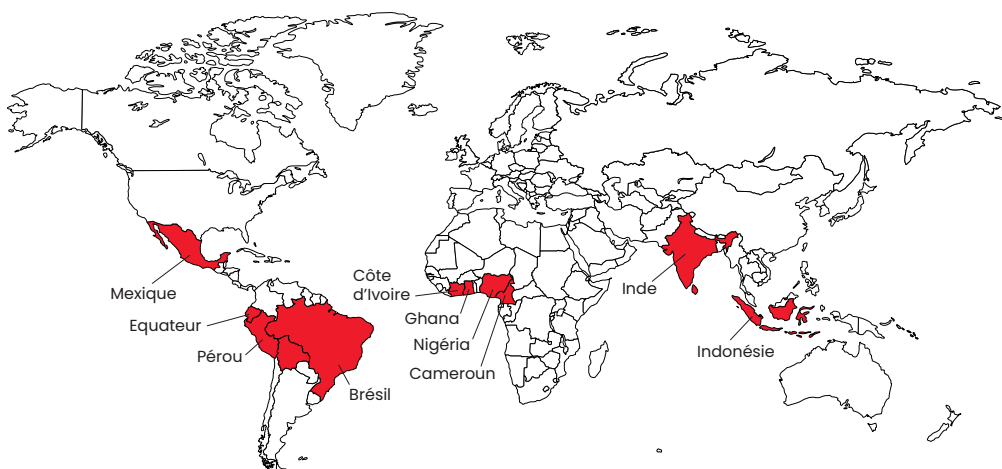 Mexique
Equateur
Pérou
Brésil
Côte
d'Ivoire
Ghana
Nigéria
Cameroun
Inde
Indonésie